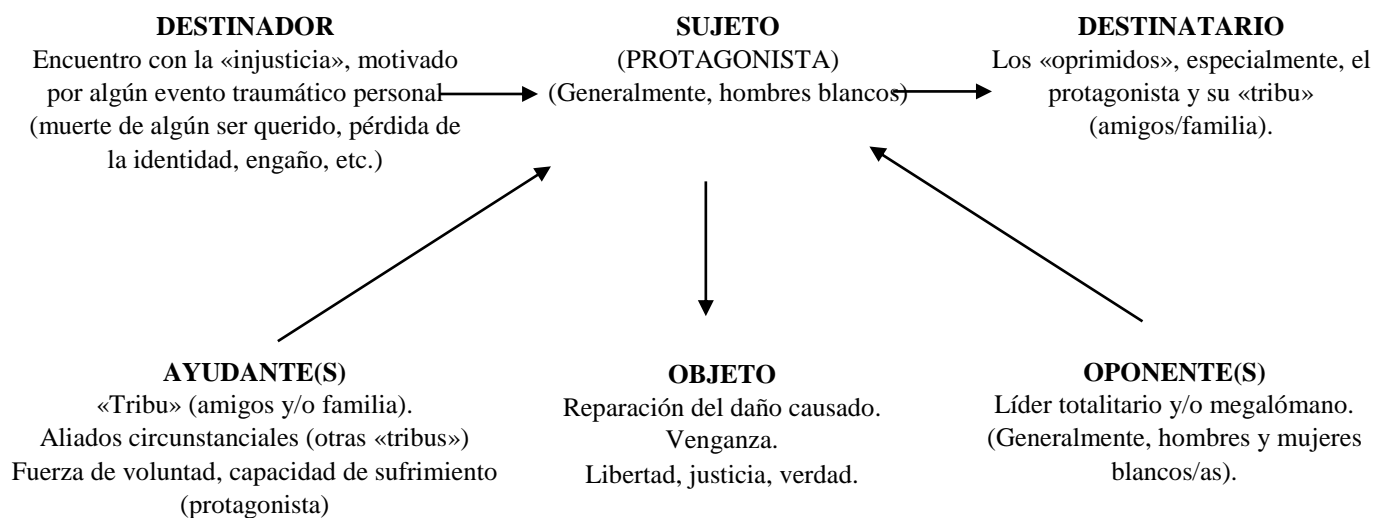 DESTINADOR
Encuentro con la «injusticia», motivado
por algún evento traumático personal
(muerte de algún ser querido, pérdida de
la identidad, engaño, etc.)
SUJETO
(PROTAGONISTA)
(Generalmente, hombres blancos)
DESTINATARIO
Los «oprimidos», especialmente, el
protagonista y su «tribu»
(amigos/familia).
AYUDANTE(S)
«Tribu» (amigos y/o familia).
Aliados circunstanciales (otras «tribus»)
Fuerza de voluntad, capacidad de sufrimiento
(protagonista)
OBJETO
Reparación del daño causado.
Venganza.
Libertad, justicia, verdad.
OPONENTE(S)
Líder totalitario y/o megalómano.
(Generalmente, hombres y mujeres
blancos/as).